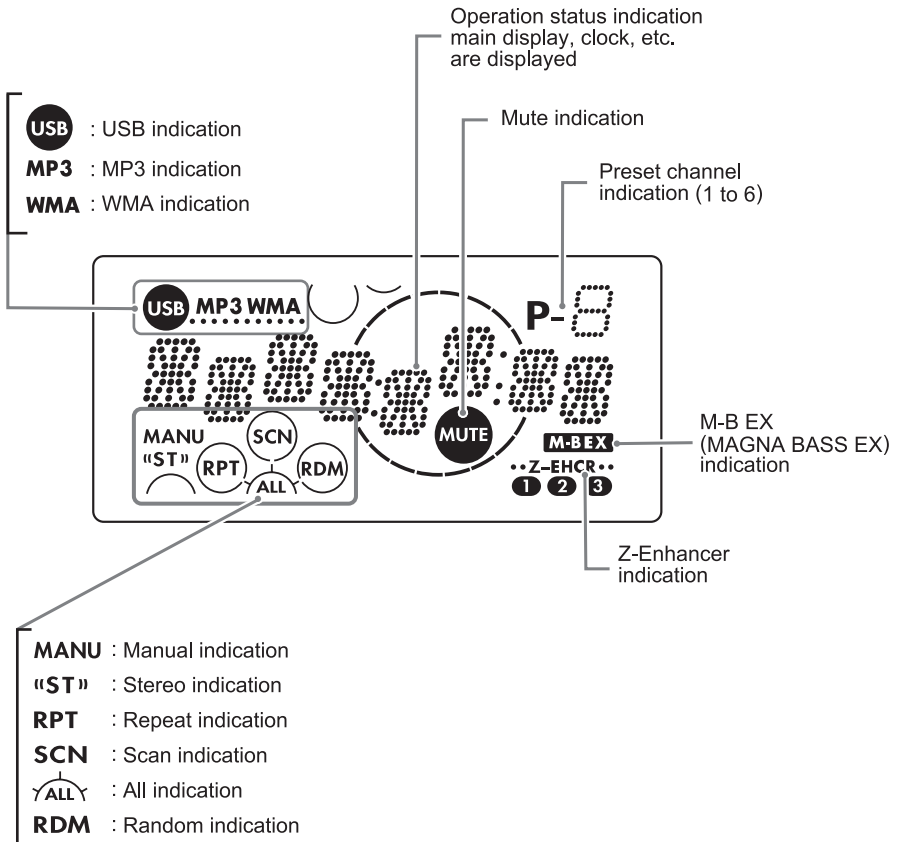 Operation status indication
main display, clock, etc.
are displayed
USB : USB indication
MP3 : MP3 indication
WMA : WMA indication
Mute indication
Preset channel
indication (1 to 6)
USB MP3 WMA
P-8
MANU
"ST"
RPT
SCN
ALL
RDM
MUTE
M-B EX
Z-EHCR
1 2 3
M-B EX
(MAGNA BASS EX)
indication
Z-Enhancer
indication
MANU : Manual indication
"ST" : Stereo indication
RPT : Repeat indication
SCN : Scan indication
ALL : All indication
RDM : Random indication